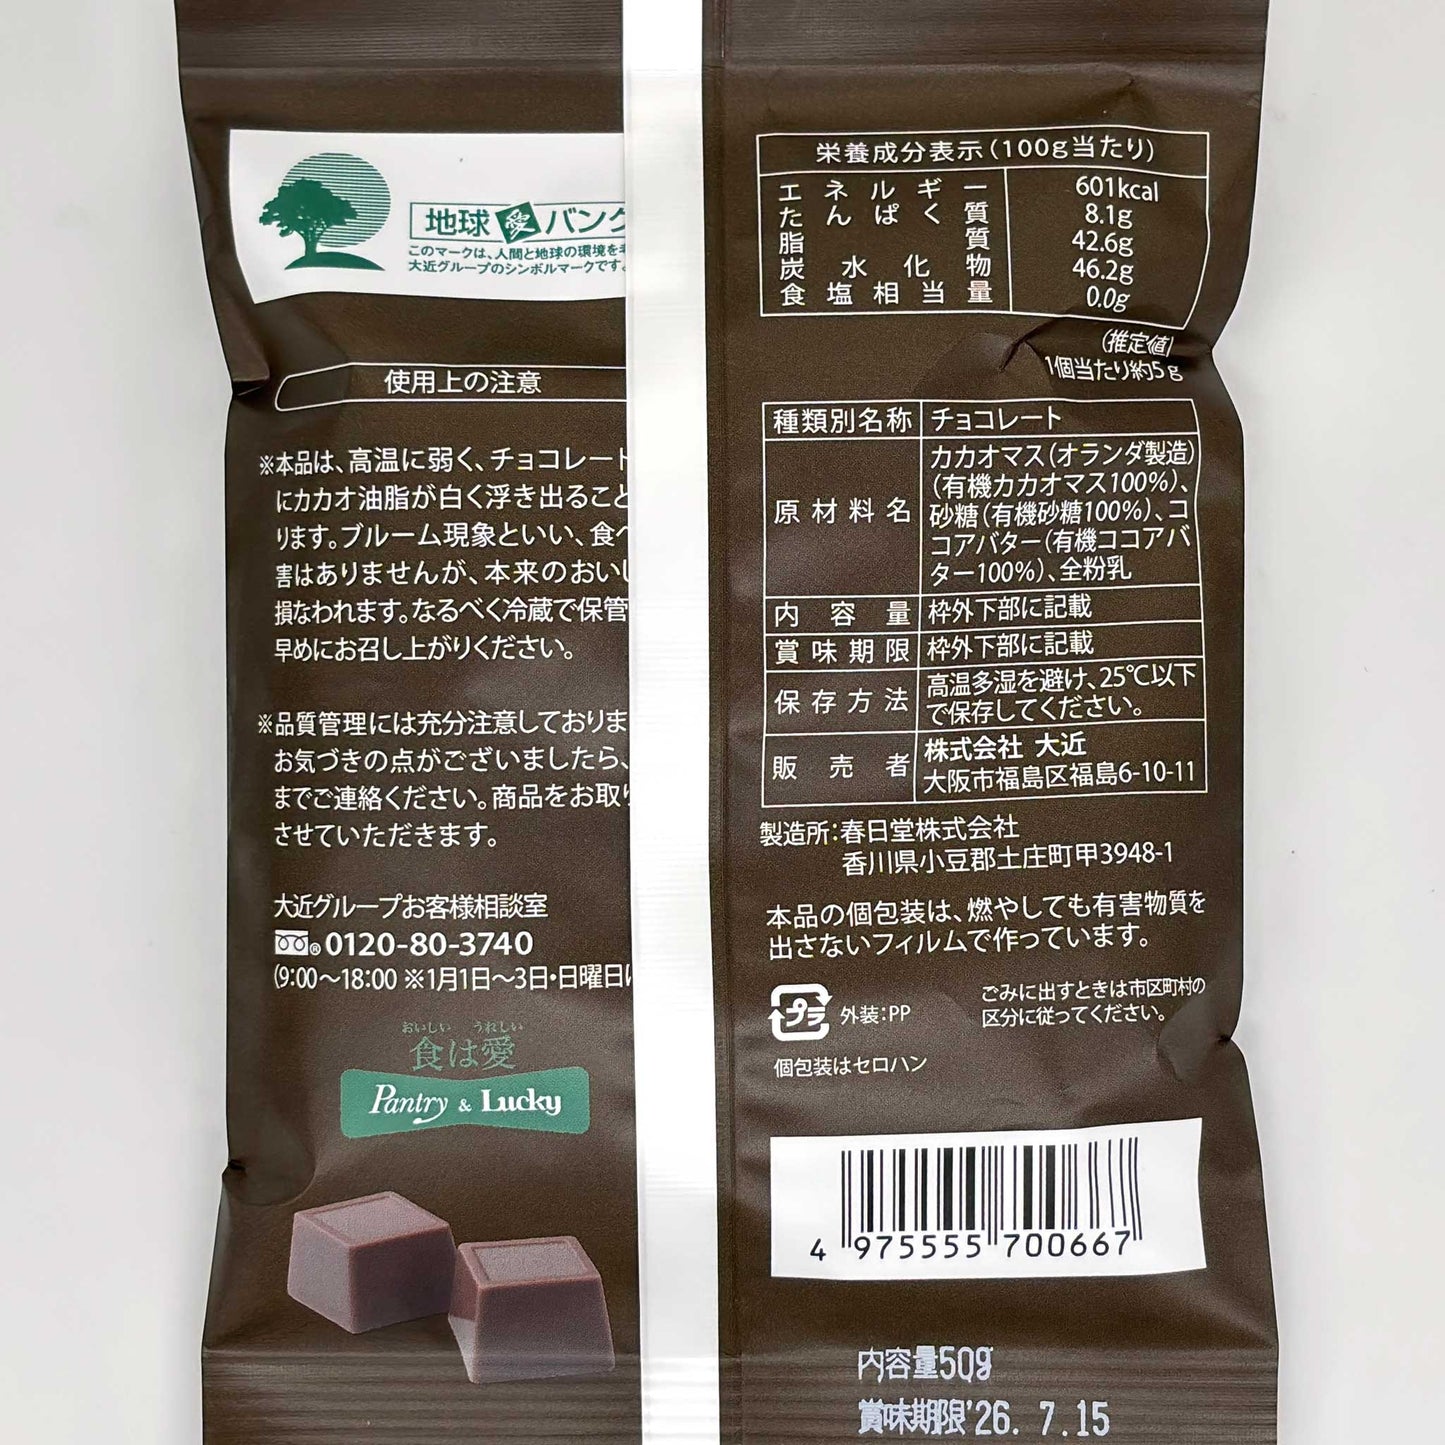 地球 愛 バンク
このマークは、人間と地球の環境を
大近グループのシンボルマークです。
使用上の注意
※本品は、高温に弱く、チョコレート
にカカオ油脂が白く浮き出ること
ります。ブルーム現象といい、食べ
害はありませんが、本来のおいし
損なわれます。なるべく冷蔵で保管
早めにお召し上がりください。
※品質管理には充分注意しておりま
お気づきの点がございましたら、
までご連絡ください。商品をお取り
させていただきます。
大近グループお客様相談室
0120-80-3740
(9:00〜18:00 ※1月1日〜3日・日曜日
おいしい うれしい
食は愛
Pantry & Lucky
栄養成分表示(100g当たり)
エネルギー 601kcal
たんぱく質 8.1g
脂質 42.6g
炭水化物 46.2g
食塩相当量 0.0g
(推定値)
1個当たり約5g
種類別名称 チョコレート
原材料名 カカオマス(オランダ製造)
(有機カカオマス100%)、
砂糖(有機砂糖100%)、コ
コアバター(有機ココアバ
ター100%)、全粉乳
内容量 枠外下部に記載
賞味期限 枠外下部に記載
保存方法 高温多湿を避け、25℃以下
で保存してください。
販売者 株式会社 大近
大阪市福島区福島6-10-11
製造所:春日堂株式会社
香川県小豆郡土庄町甲3948-1
本品の個包装は、燃やしても有害物質を
出さないフィルムで作っています。
プラ 外装:PP
ごみに出すときは市区町村の
区分に従ってください。
個包装はセロハン
4 975555 700667
内容量50g
賞味期限'26. 7.15